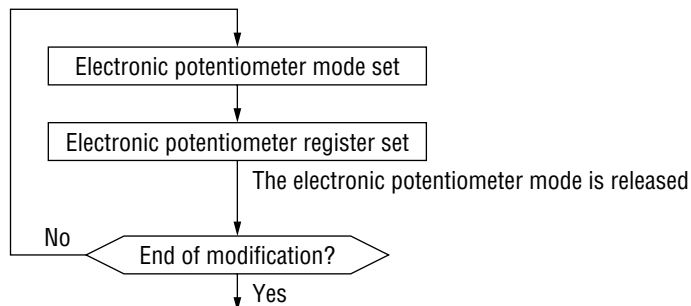 Electronic potentiometer mode set
Electronic potentiometer register set
The electronic potentiometer mode is released
No
End of modification?
Yes